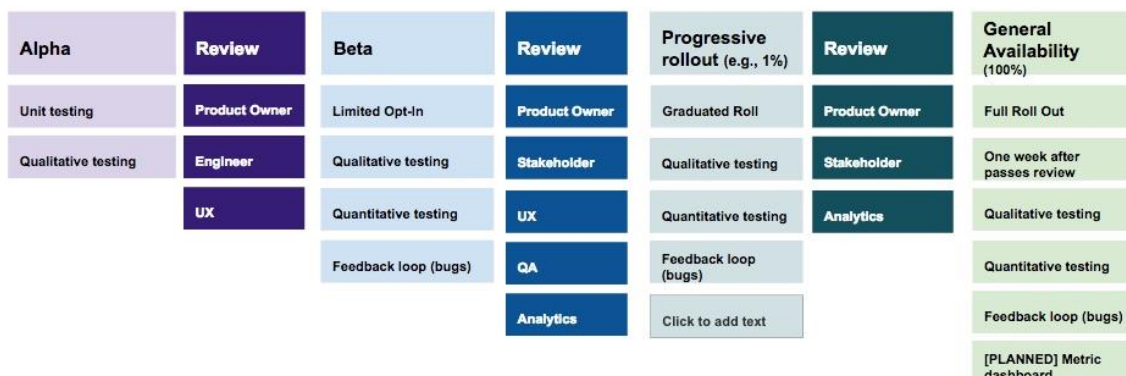 Alpha
Unit testing
Qualitative testing
Review
Product Owner
Engineer
UX
Beta
Limited Opt-In
Qualitative testing
Quantitative testing
Feedback loop (bugs)
Review
Product Owner
Stakeholder
UX
QA
Analytics
Progressive
rollout (e.g., 1%)
Graduated Roll
Qualitative testing
Quantitative testing
Feedback loop
(bugs)
Click to add text
Review
Product Owner
Stakeholder
Analytics
General
Availability
(100%)
Full Roll Out
One week after
passes review
Qualitative testing
Quantitative testing
Feedback loop (bugs)
[PLANNED] Metric
dashboard